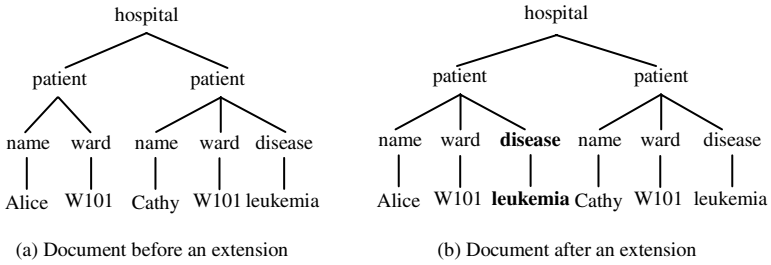 hospital
patient patient
name ward name ward disease
Alice W101 Cathy W101 leukemia
(a) Document before an extension
hospital
patient patient
name ward disease name ward disease
Alice W101 leukemia Cathy W101 leukemia
(b) Document after an extension